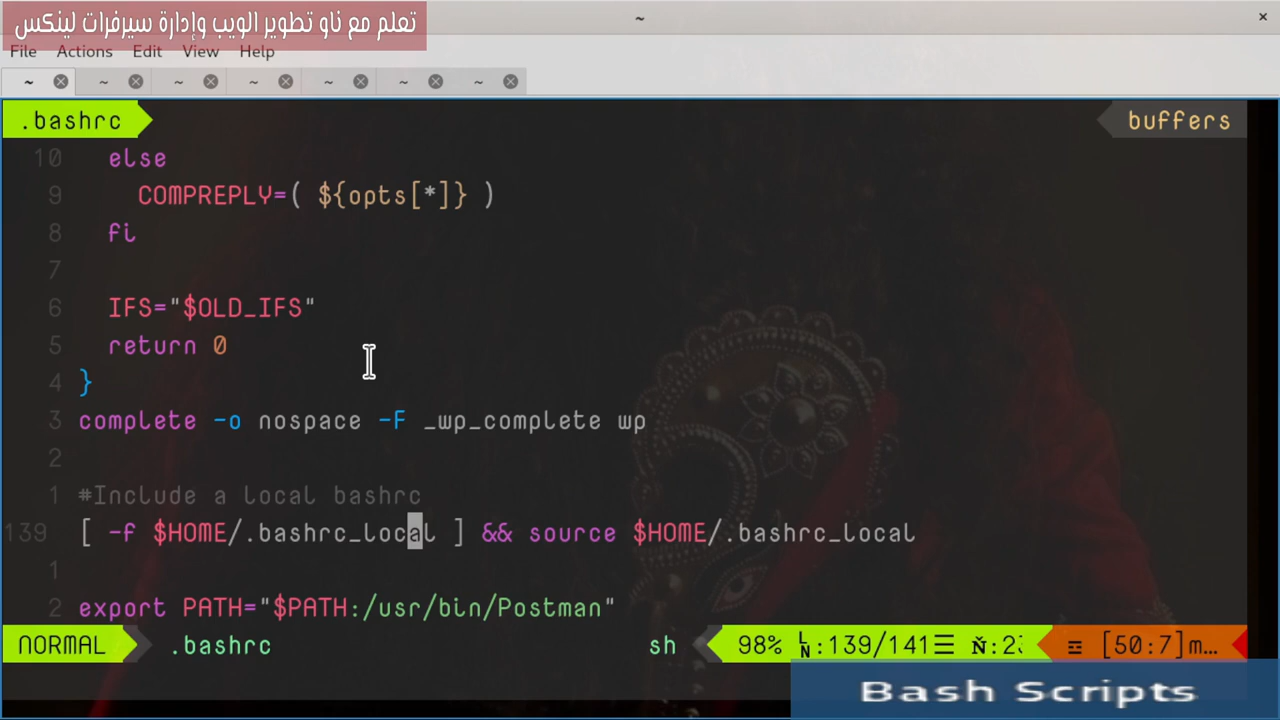 تعلم مع ناو تطوير الويب وإدارة سيرفرات لينكس
~
×
File Actions Edit View Help
~ ~ ~ ~ ~ ~ ~
.bashrc buffers
10 else
9 COMPREPLY=( ${opts[*]} )
8 fi
7
6 IFS="$OLD_IFS"
5 return 0
4 }
3 complete -o nospace -F _wp_complete wp
2
1 #Include a local bashrc
139 [ -f $HOME/.bashrc_local ] && source $HOME/.bashrc_local
1
2 export PATH="$PATH:/usr/bin/Postman"
NORMAL .bashrc sh 98% LN:139/141☰ Ň:23 ☲ [50:7]m…
Bash Scripts